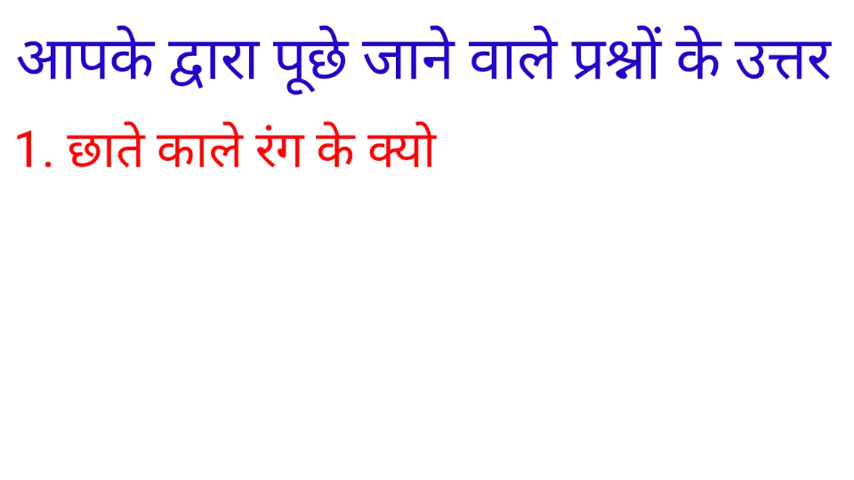 आपके द्वारा पूछे जाने वाले प्रश्नों के उत्तर
1. छाते काले रंग के क्यो